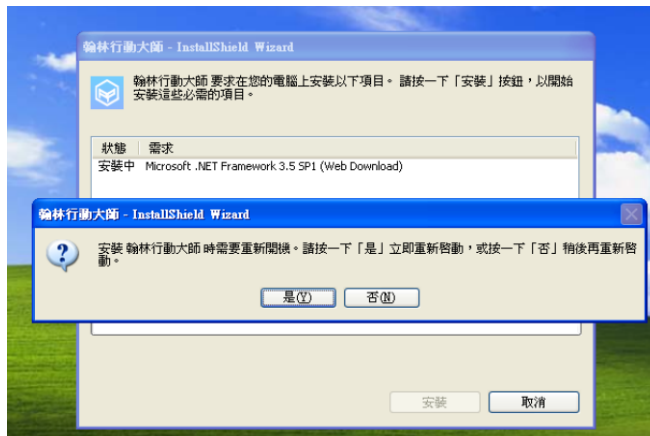 翰林行動大師 - InstallShield Wizard
翰林行動大師 要求在您的電腦上安裝以下項目。 請按一下「安裝」按鈕，以開始
安裝這些必需的項目。
狀態 需求
安裝中 Microsoft .NET Framework 3.5 SP1 (Web Download)
翰林行動大師 - InstallShield Wizard
安裝 翰林行動大師 時需要重新開機。請按一下「是」立即重新啟動，或按一下「否」稍後再重新啟
動。
是(Y) 否(N)
安裝 取消